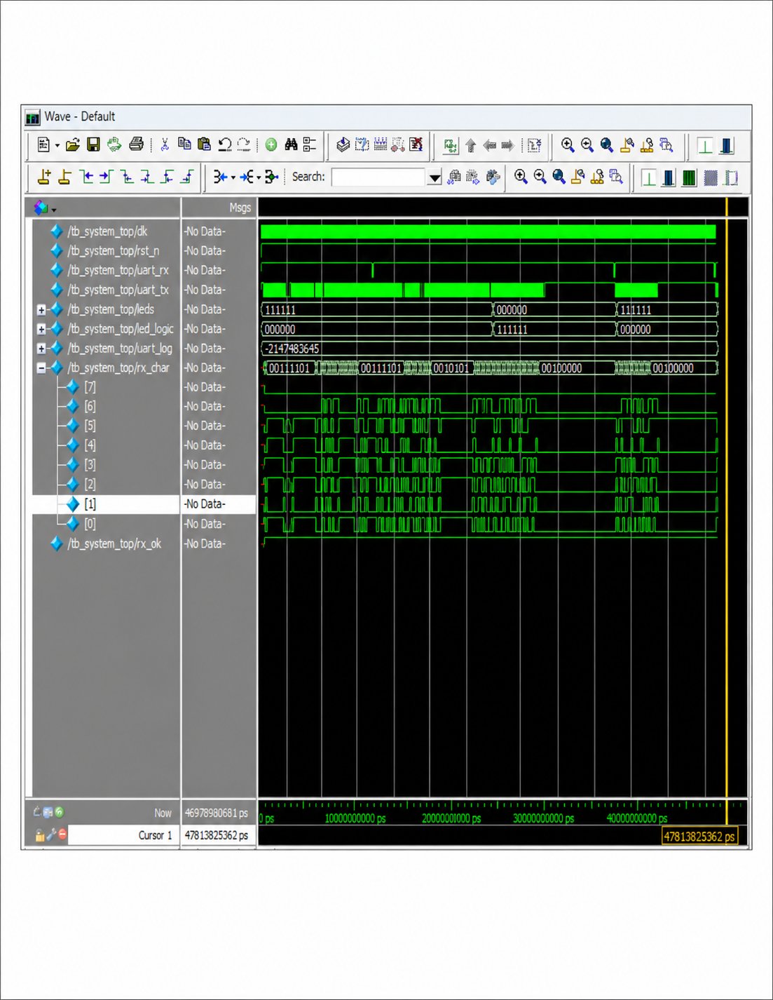 Wave - Default
Search:
Msgs
/tb_system_top/dk -No Data-
/tb_system_top/rst_n -No Data-
/tb_system_top/uart_rx -No Data-
/tb_system_top/uart_tx -No Data-
/tb_system_top/leds -No Data- 111111 000000 111111
/tb_system_top/led_logic -No Data- 000000 111111 000000
/tb_system_top/uart_log -No Data- -2147483645
/tb_system_top/rx_char -No Data- 00111101 00111101 0010101 00100000 00100000
[7] -No Data-
[6] -No Data-
[5] -No Data-
[4] -No Data-
[3] -No Data-
[2] -No Data-
[1] -No Data-
[0] -No Data-
/tb_system_top/rx_ok -No Data-
Now 46978980681 ps 0 ps 10000000000 ps 20000001000 ps 30000000000 ps 40000000000 ps
Cursor 1 47813825362 ps 47813825362 ps